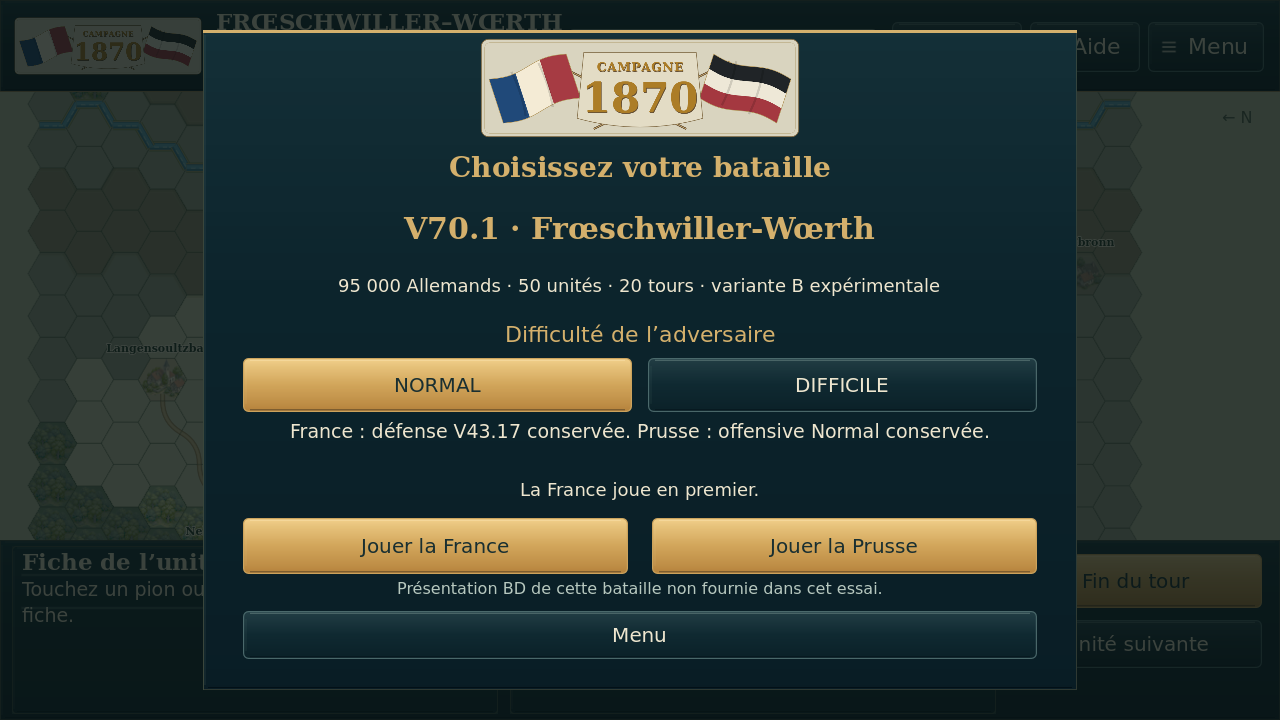 FRŒSCHWILLER–WŒRTH
CAMPAGNE
1870
Aide
≡ Menu
CAMPAGNE
1870
Choisissez votre bataille
← N
V70.1 · Frœschwiller-Wœrth
bronn
95 000 Allemands · 50 unités · 20 tours · variante B expérimentale
Difficulté de l’adversaire
Langensoultzba
NORMAL
DIFFICILE
France : défense V43.17 conservée. Prusse : offensive Normal conservée.
La France joue en premier.
Ne
Jouer la France
Jouer la Prusse
Fiche de l’unit
Touchez un pion ou
fiche.
Fin du tour
Présentation BD de cette bataille non fournie dans cet essai.
Menu
nité suivante